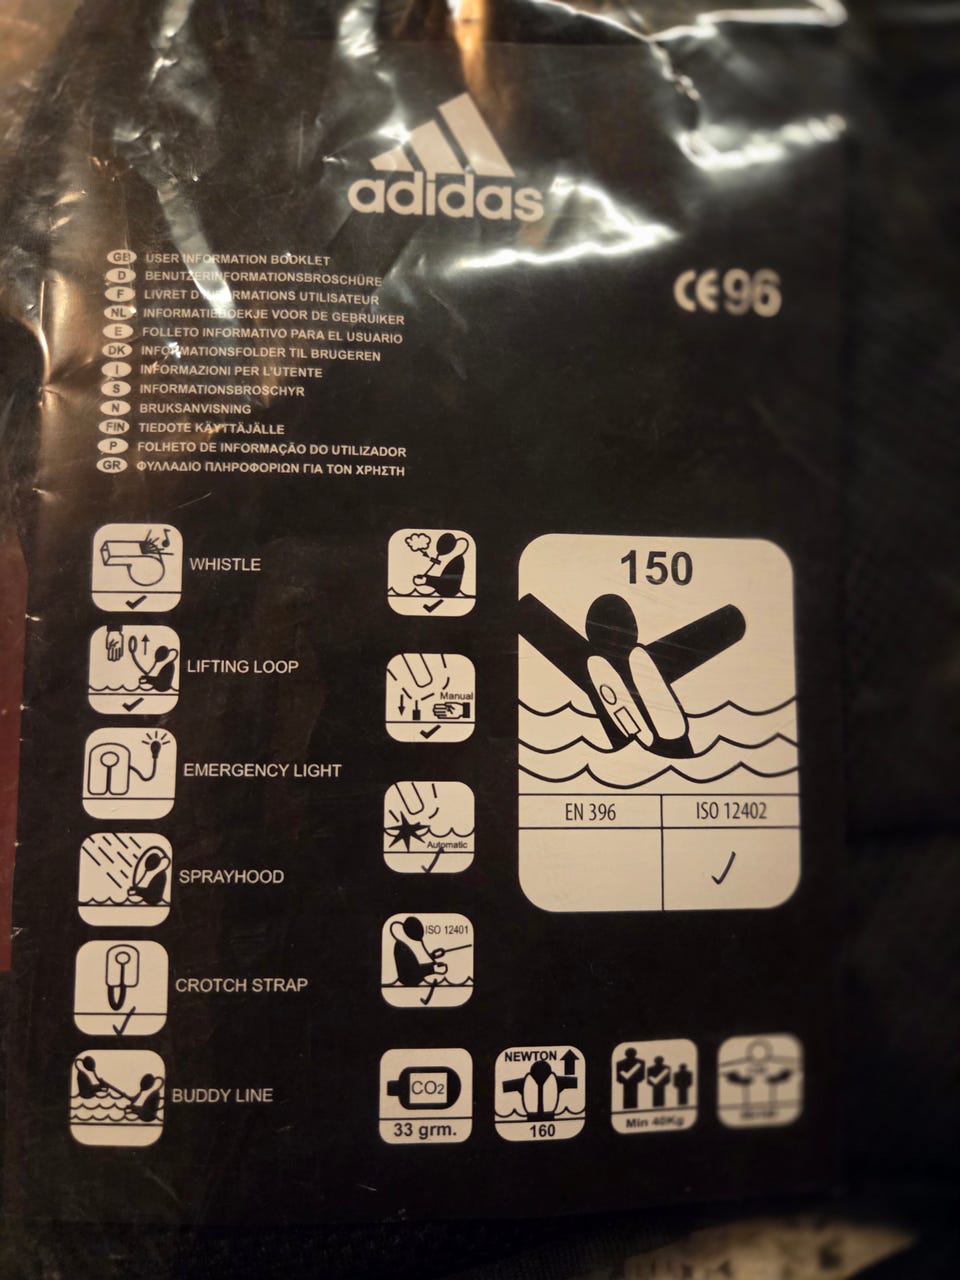 adidas
GB USER INFORMATION BOOKLET
D BENUTZERINFORMATIONSBROSCHÜRE
F LIVRET D'INFORMATIONS UTILISATEUR
NL INFORMATIEBOEKJE VOOR DE GEBRUIKER
E FOLLETO INFORMATIVO PARA EL USUARIO
DK INFORMATIONSFOLDER TIL BRUGEREN
I INFORMAZIONI PER L'UTENTE
S INFORMATIONSBROSCHYR
N BRUKSANVISNING
FIN TIEDOTE KÄYTTÄJÄLLE
P FOLHETO DE INFORMAÇÃO DO UTILIZADOR
GR ΦΥΛΛΑΔΙΟ ΠΛΗΡΟΦΟΡΙΩΝ ΓΙΑ ΤΟΝ ΧΡΗΣΤΗ
CE96
WHISTLE
LIFTING LOOP
EMERGENCY LIGHT
SPRAYHOOD
CROTCH STRAP
BUDDY LINE
Manual
Automatic
ISO 12401
150
EN 396
ISO 12402
CO2
33 grm.
NEWTON
160
Min 40Kg